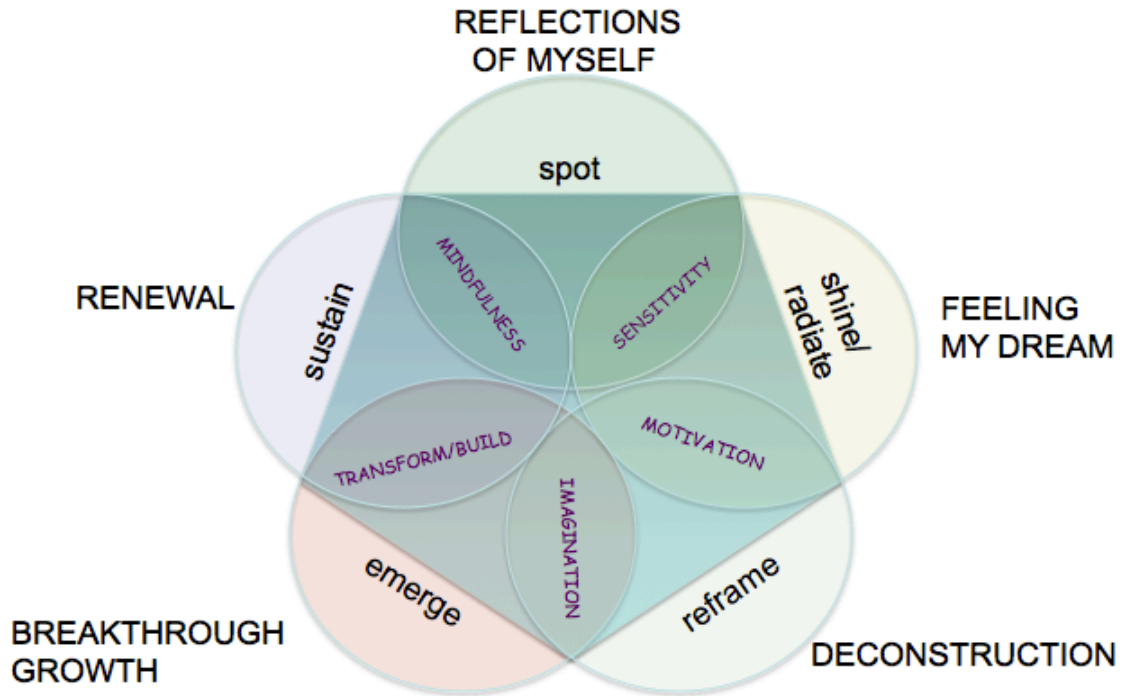 REFLECTIONS
OF MYSELF
spot
MINDFULNESS
SENSITIVITY
RENEWAL
sustain
shine/
radiate
FEELING
MY DREAM
TRANSFORM/BUILD
MOTIVATION
IMAGINATION
emerge
reframe
BREAKTHROUGH
GROWTH
DECONSTRUCTION